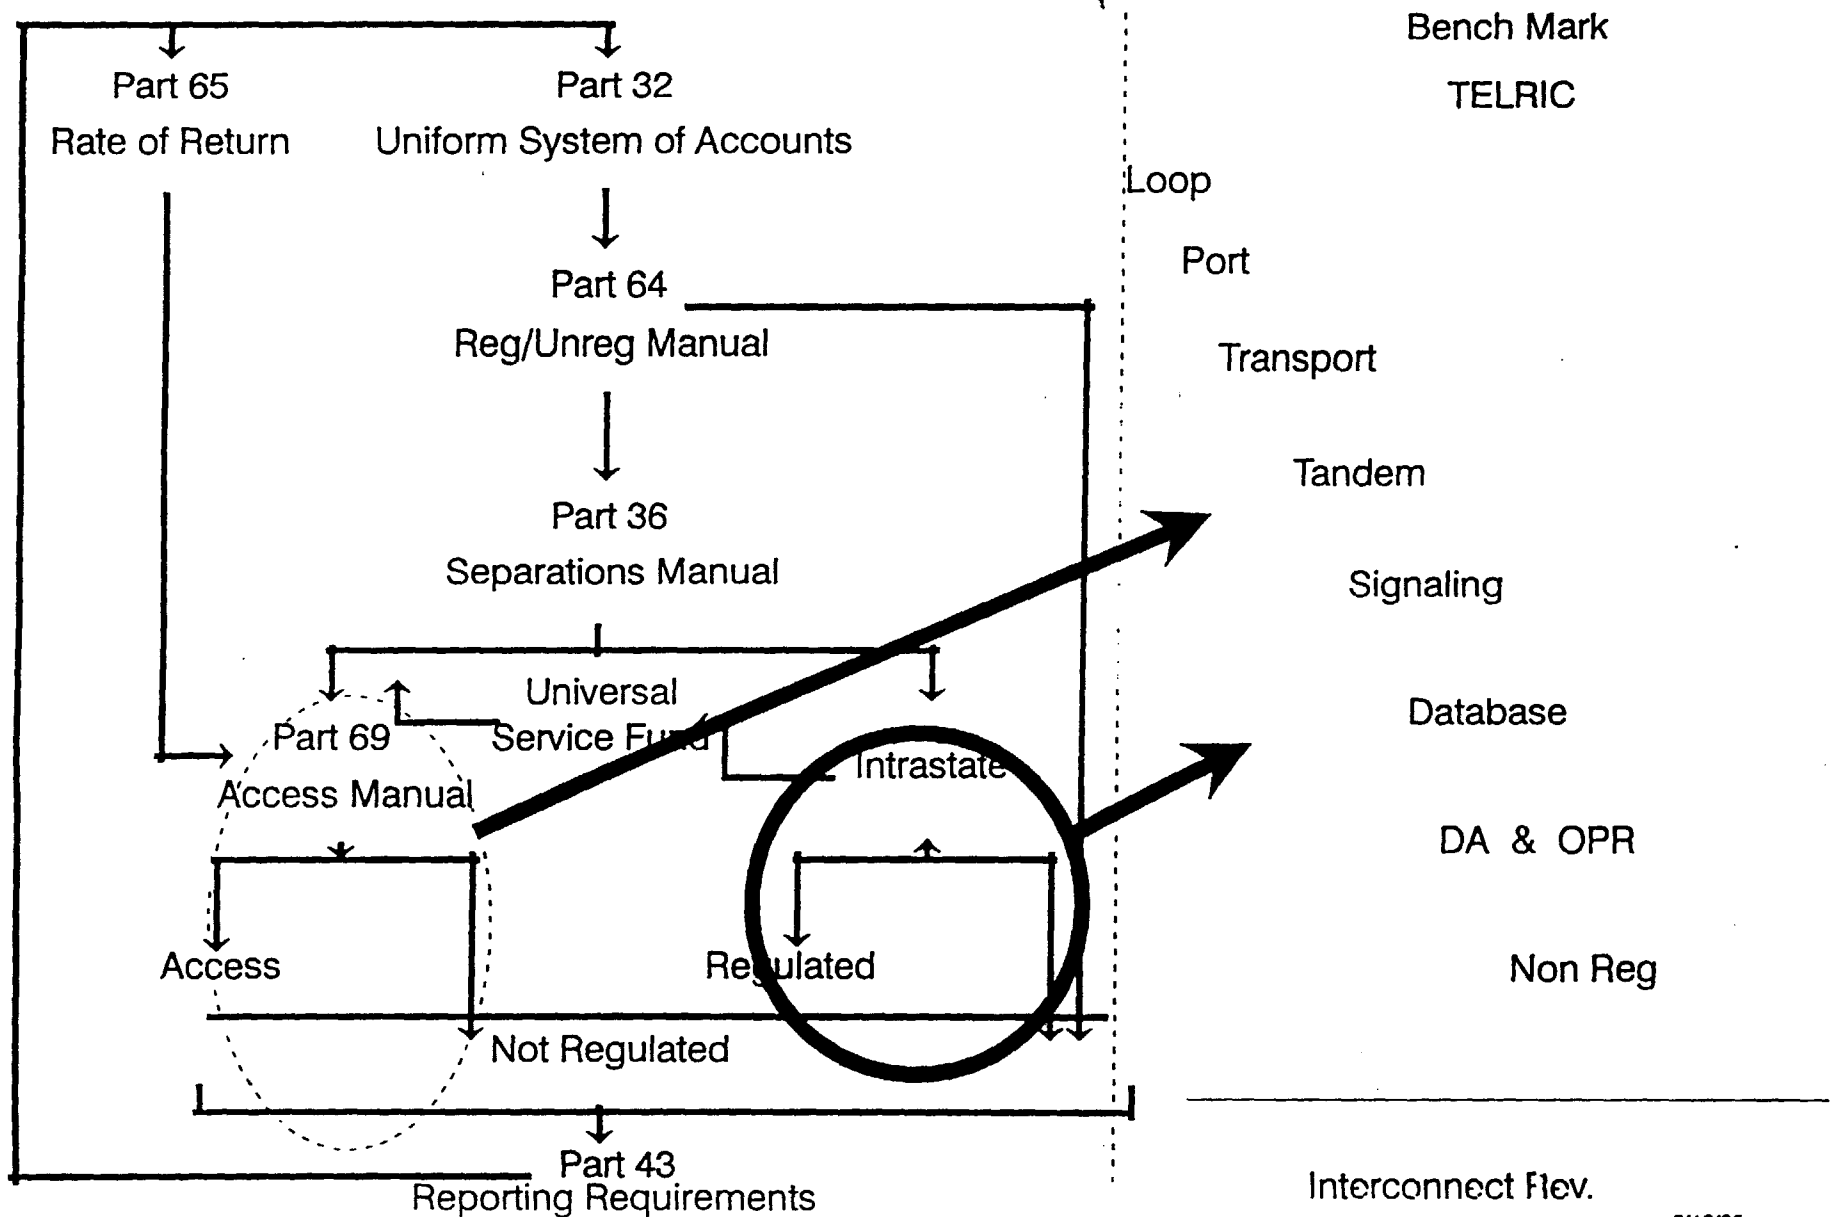 Bench Mark
TELRIC
Part 65
Rate of Return
Part 32
Uniform System of Accounts
Loop
Port
Part 64
Reg/Unreg Manual
Transport
Tandem
Part 36
Separations Manual
Signaling
Universal
Service Fund
Database
Part 69
Access Manual
Intrastate
DA & OPR
Access
Regulated
Non Reg
Not Regulated
Part 43
Reporting Requirements
Interconnect Rev.